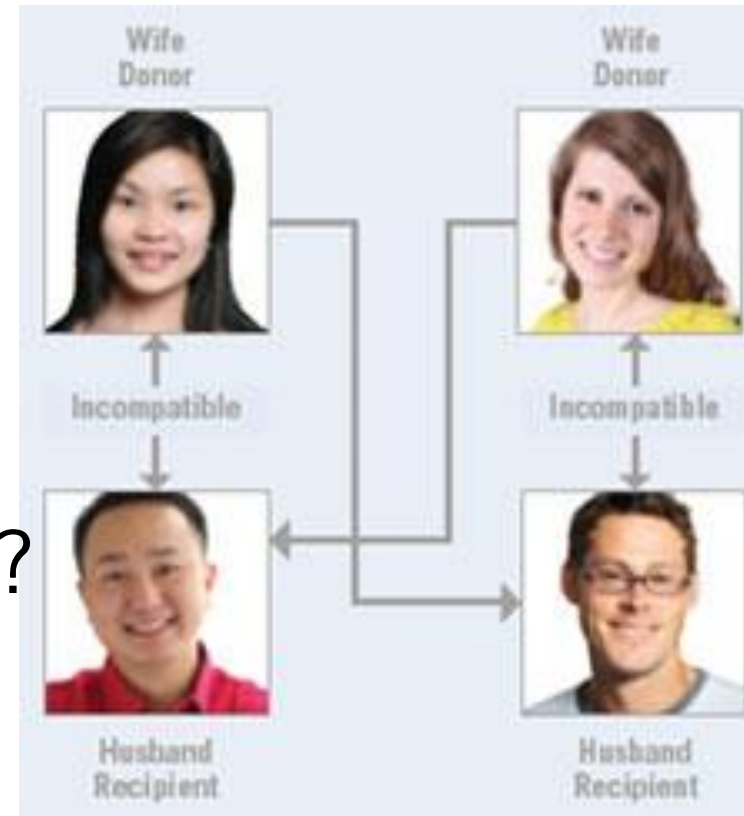 Wife
Donor
Wife
Donor
Incompatible
Incompatible
?
Husband
Recipient
Husband
Recipient